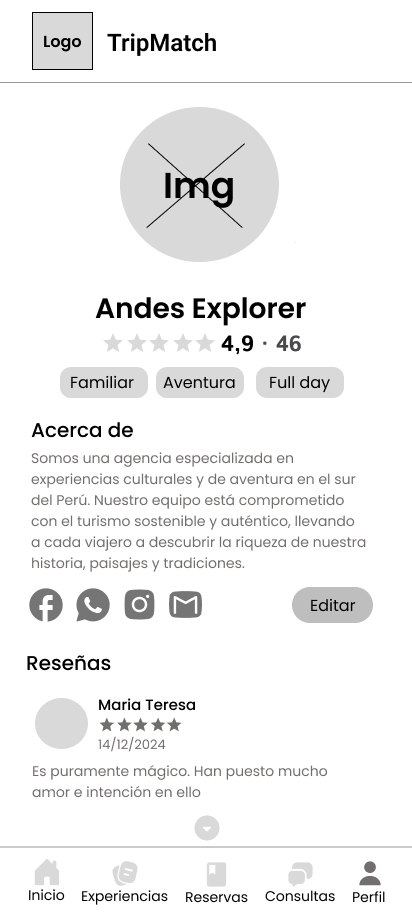 Logo TripMatch
Img
Andes Explorer
4,9 · 46
Familiar Aventura Full day
Acerca de
Somos una agencia especializada en
experiencias culturales y de aventura en el sur
del Perú. Nuestro equipo está comprometido
con el turismo sostenible y auténtico, llevando
a cada viajero a descubrir la riqueza de nuestra
historia, paisajes y tradiciones.
Editar
Reseñas
Maria Teresa
14/12/2024
Es puramente mágico. Han puesto mucho
amor e intención en ello
Inicio Experiencias Reservas Consultas Perfil